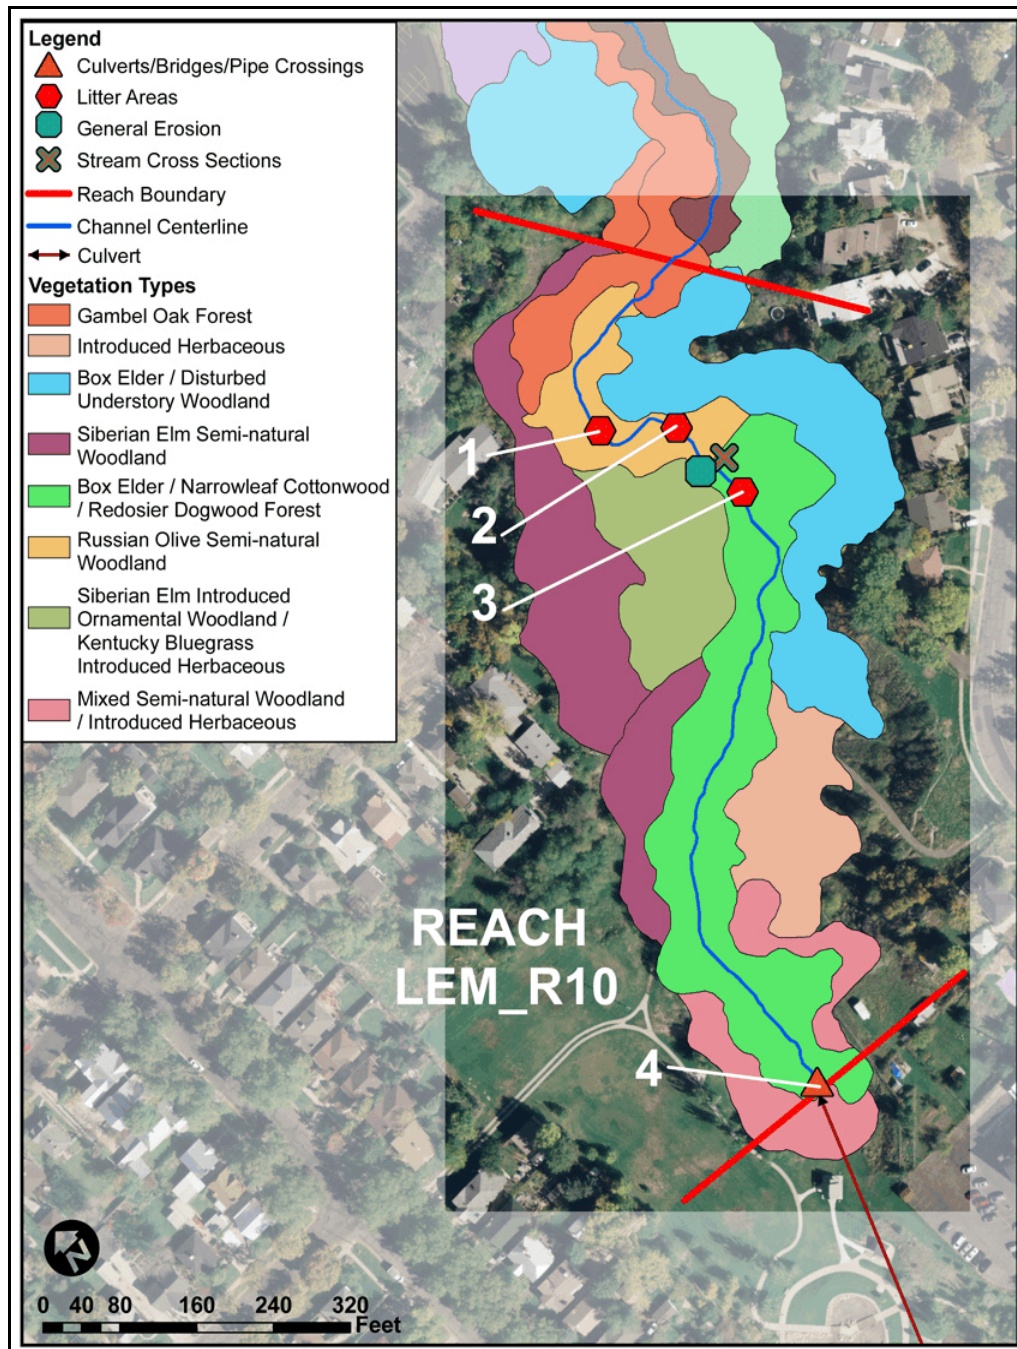 Legend
Culverts/Bridges/Pipe Crossings
Litter Areas
General Erosion
Stream Cross Sections
Reach Boundary
Channel Centerline
Culvert
Vegetation Types
Gambel Oak Forest
Introduced Herbaceous
Box Elder / Disturbed
Understory Woodland
Siberian Elm Semi-natural
Woodland
Box Elder / Narrowleaf Cottonwood
/ Redosier Dogwood Forest
Russian Olive Semi-natural
Woodland
Siberian Elm Introduced
Ornamental Woodland /
Kentucky Bluegrass
Introduced Herbaceous
Mixed Semi-natural Woodland
/ Introduced Herbaceous
1
2
3
REACH
LEM_R10
4
N
0 40 80 160 240 320
Feet